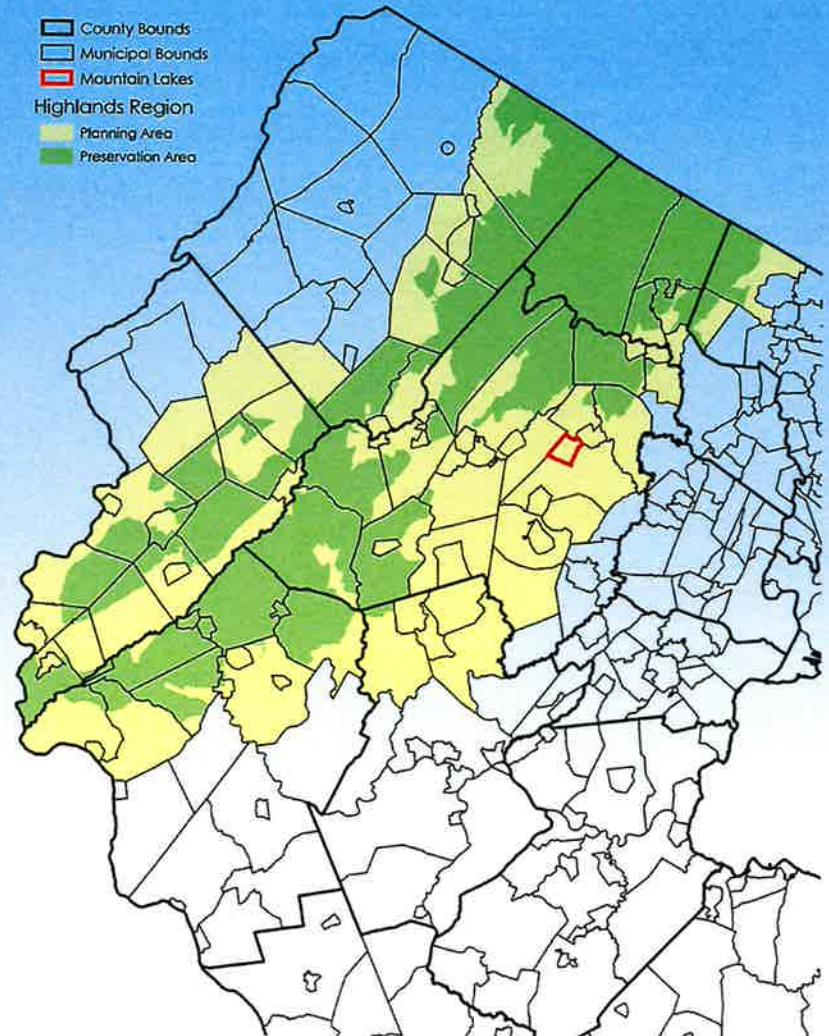 County Bounds
Municipal Bounds
Mountain Lakes
Highlands Region
Planning Area
Preservation Area